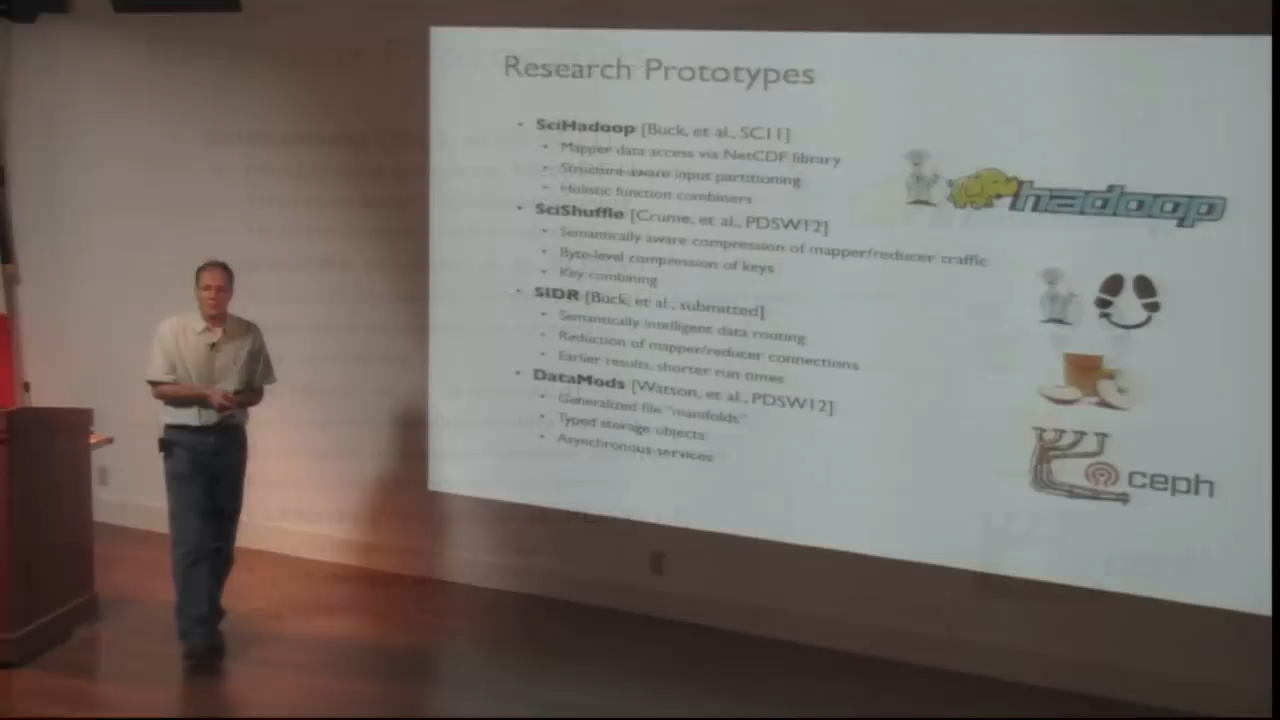 Research Prototypes
• SciHadoop [Buck, et al., SC11]
• Mapper data access via NetCDF library
• Structure-aware input partitioning
• Holistic function combiners
• SciShuffle [Crume, et al., PDSW12]
• Semantically aware compression of mapper/reducer traffic
• Byte-level compression of keys
• Key combining
• SIDR [Buck, et al., submitted]
• Semantically intelligent data routing
• Reduction of mapper/reducer connections
• Earlier results, shorter run times
• DataMods [Watson, et al., PDSW12]
• Generalized file "manifolds"
• Typed storage objects
• Asynchronous services
hadoop
ceph